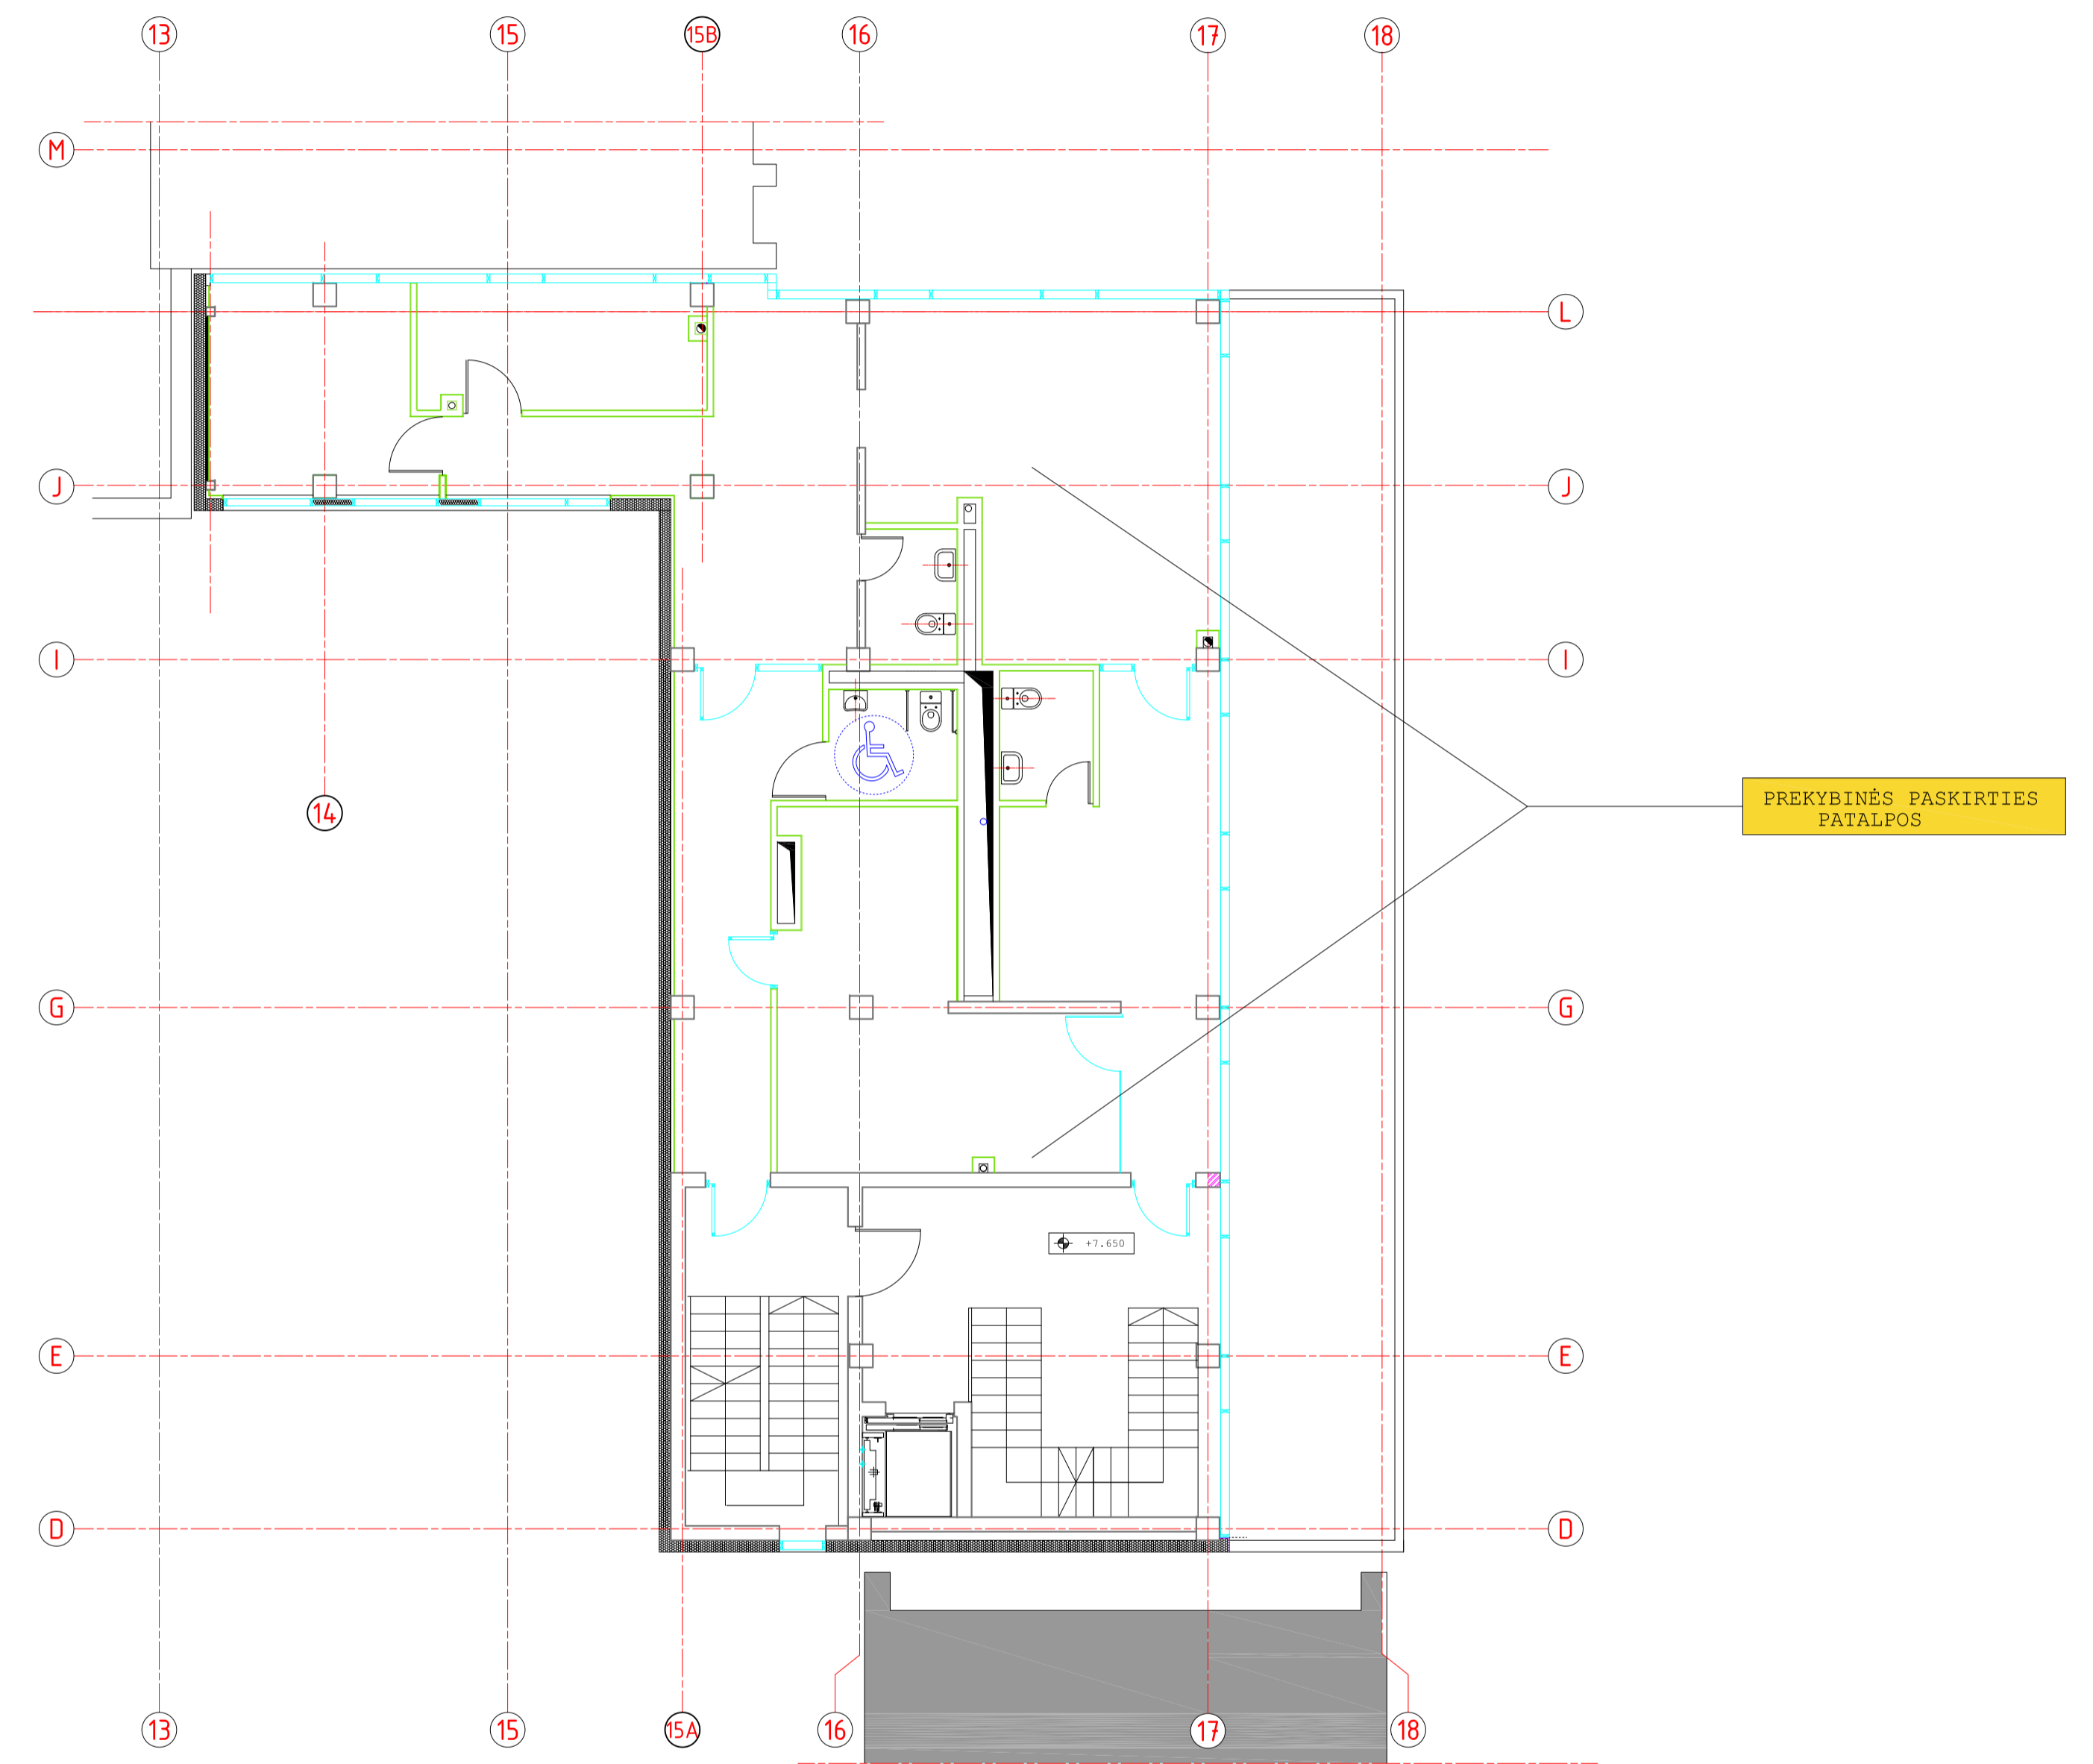 13 15 15B 16 17 18
M
L
J J
I I
14
PREKYBINĖS PASKIRTIES
PATALPOS
G G
+7.650
E E
D D
13 15 15A 16 17 18